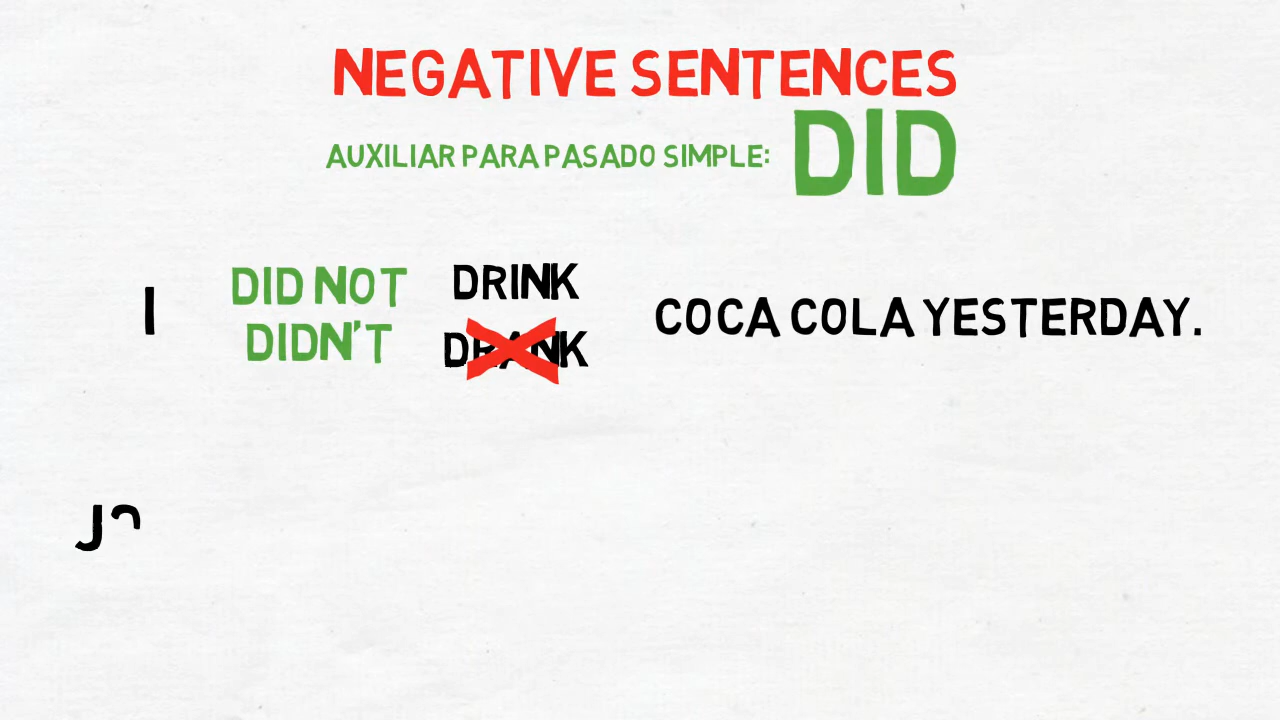 NEGATIVE SENTENCES
AUXILIAR PARA PASADO SIMPLE: DID
I DID NOT DRINK COCA COLA YESTERDAY.
DIDN'T DRANK